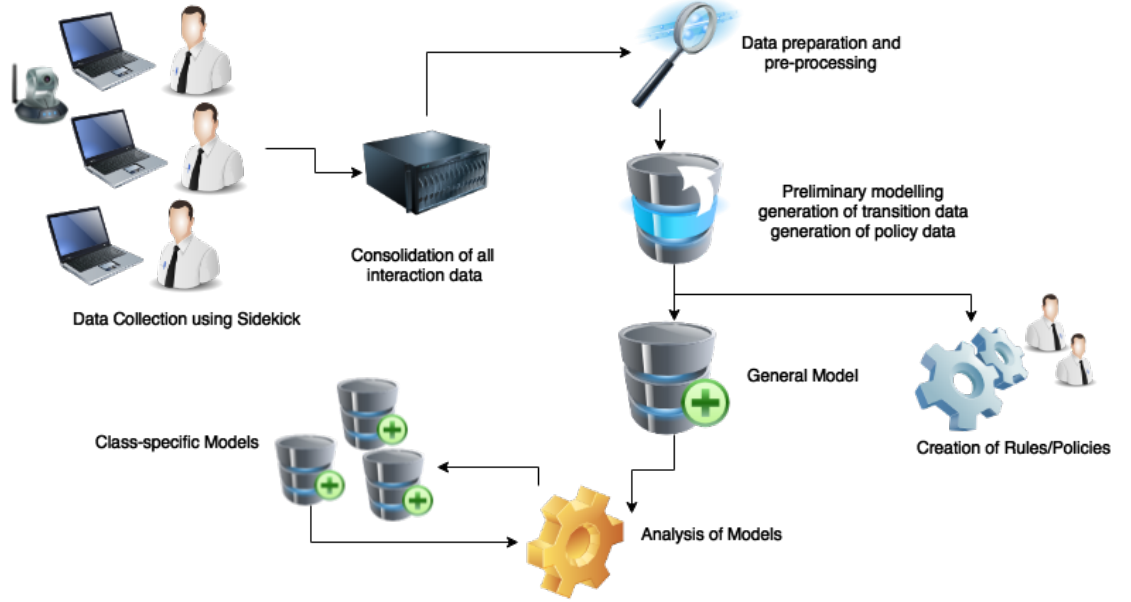 Data preparation and
pre-processing
Preliminary modelling
generation of transition data
generation of policy data
Consolidation of all
interaction data
Data Collection using Sidekick
General Model
Class-specific Models
Creation of Rules/Policies
Analysis of Models